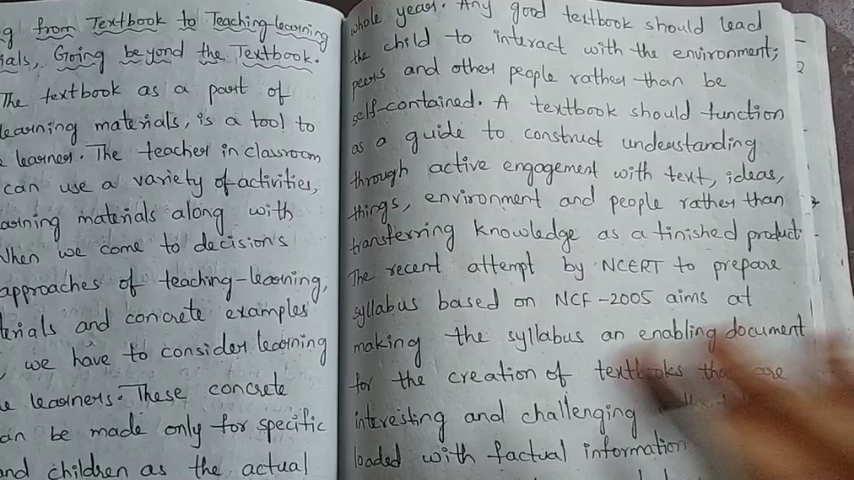 from Textbook to Teaching-learning
Going beyond the Textbook.
The textbook as a part of
learning materials, is a tool to
learner. The teacher in classroom
can use a variety of activities,
materials along with
When we come to decisions
approaches of teaching-learning,
and concrete examples
we have to consider learning
learners. These concrete
can be made only for specific
and children as the actual
whole year. Any good textbook should lead
the child to interact with the environment;
peers and other people rather than be
self-contained. A textbook should function
as a guide to construct understanding
through active engagement with text, ideas,
things, environment and people rather than
transferring knowledge as a finished product.
The recent attempt by NCERT to prepare
syllabus based on NCF-2005 aims at
making the syllabus an enabling document
for the creation of textbooks that are
interesting and challenging
loaded with factual information